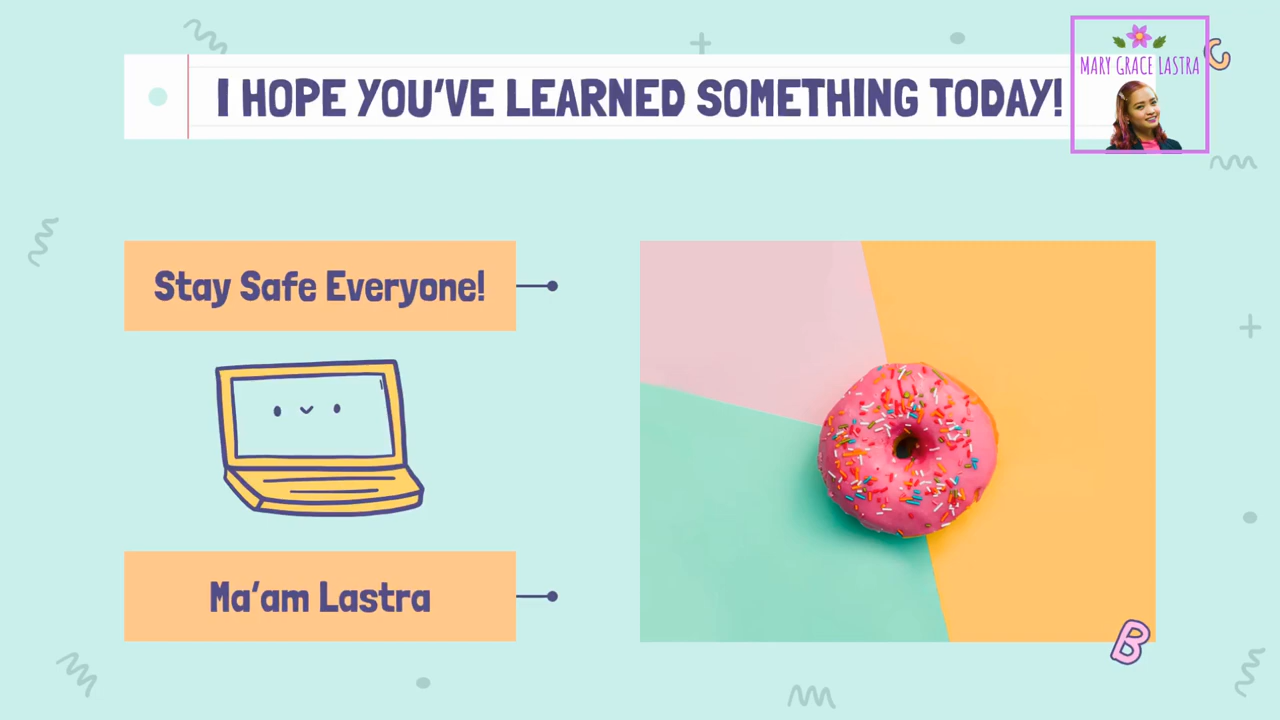 I HOPE YOU'VE LEARNED SOMETHING TODAY!
MARY GRACE LASTRA
C
Stay Safe Everyone!
Ma'am Lastra
B